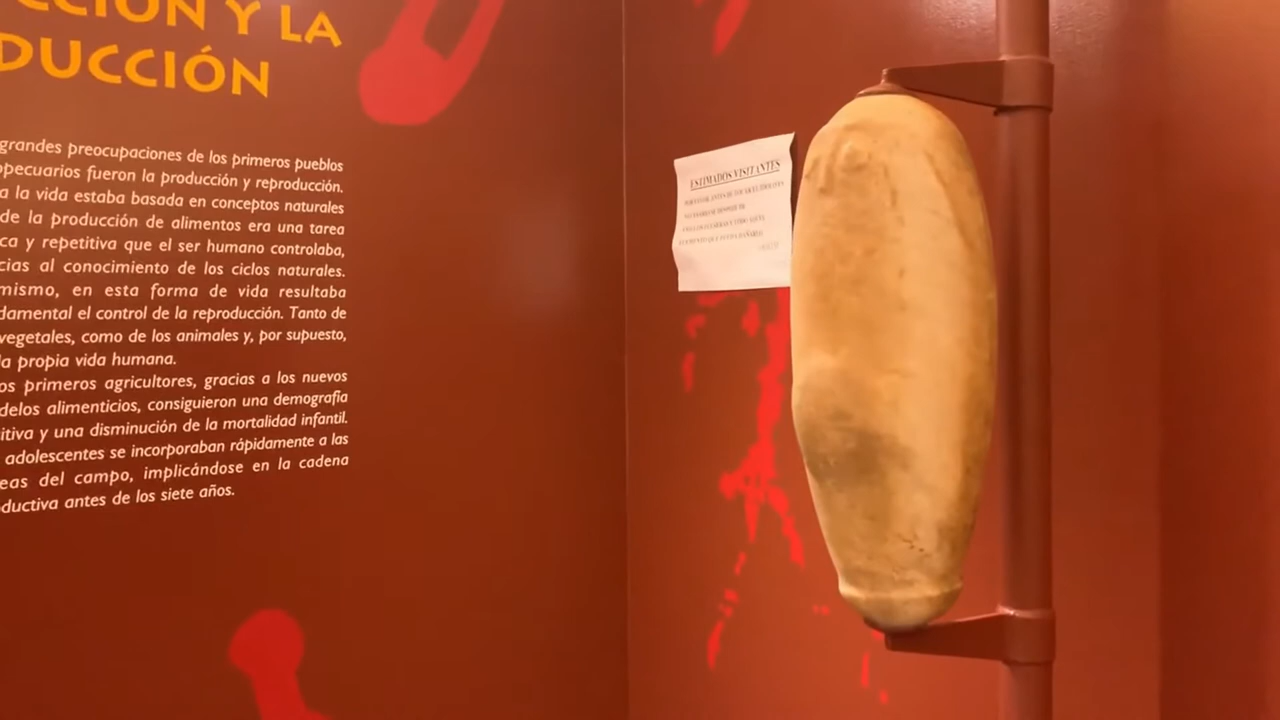 CCIÓN Y LA
DUCCIÓN
grandes preocupaciones de los primeros pueblos
opecuarios fueron la producción y reproducción.
a la vida estaba basada en conceptos naturales
de la producción de alimentos era una tarea
ca y repetitiva que el ser humano controlaba,
cias al conocimiento de los ciclos naturales.
mismo, en esta forma de vida resultaba
damental el control de la reproducción. Tanto de
vegetales, como de los animales y, por supuesto,
la propia vida humana.
os primeros agricultores, gracias a los nuevos
delos alimenticios, consiguieron una demografía
itiva y una disminución de la mortalidad infantil.
adolescentes se incorporaban rápidamente a las
eas del campo, implicándose en la cadena
ductiva antes de los siete años.
ESTIMADOS VISITANTES